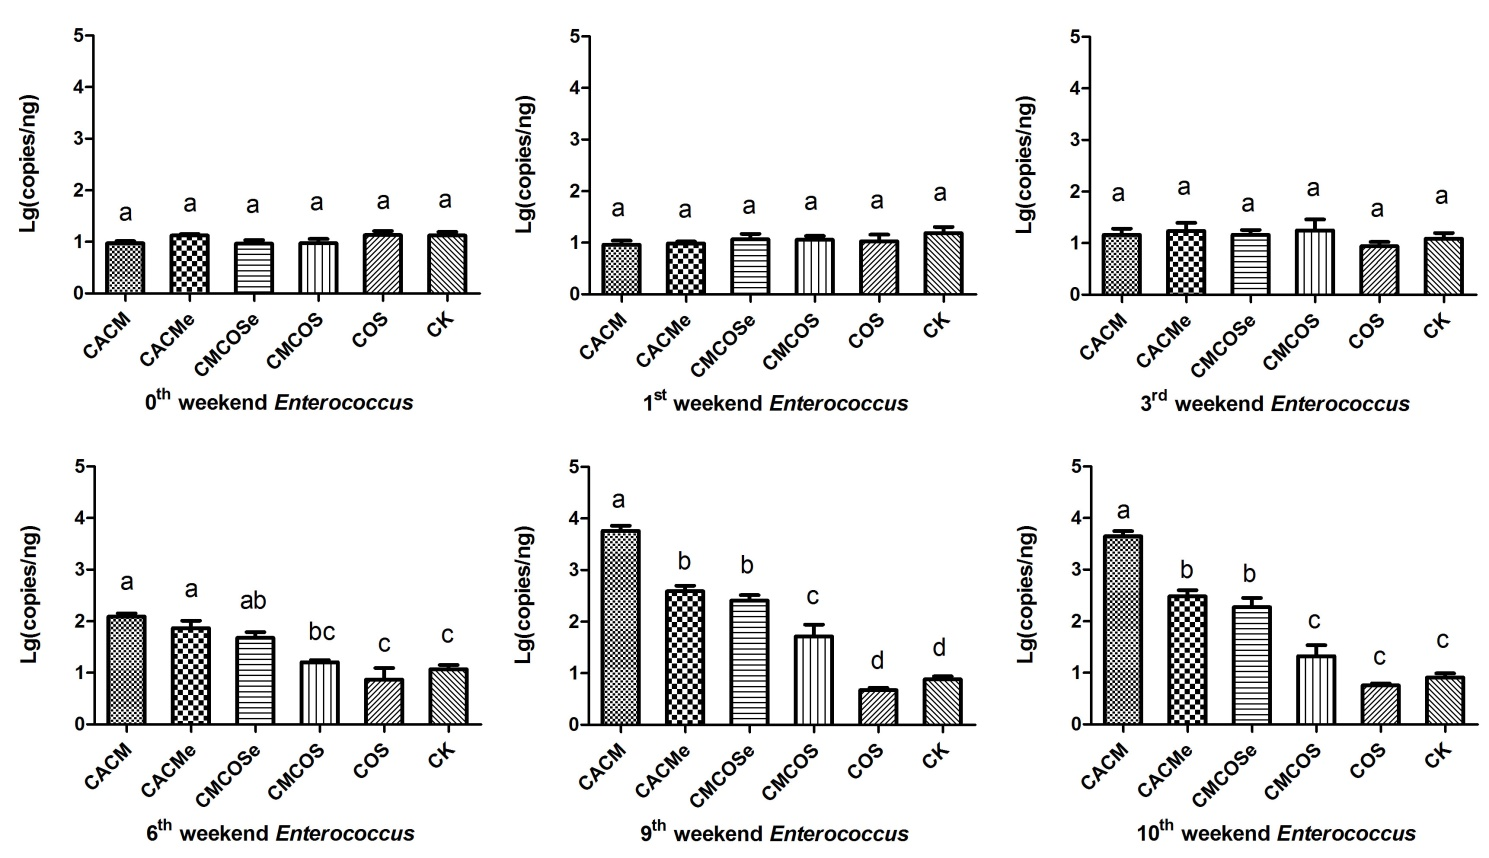 Lg(copies/ng)
5
4
3
2
1
0
a a a a a a
CACM CACMe CMCOSe CMCOS COS CK
0th weekend Enterococcus
Lg(copies/ng)
5
4
3
2
1
0
a a a a a a
CACM CACMe CMCOSe CMCOS COS CK
1st weekend Enterococcus
Lg(copies/ng)
5
4
3
2
1
0
a a a a a a
CACM CACMe CMCOSe CMCOS COS CK
3rd weekend Enterococcus
Lg(copies/ng)
5
4
3
2
1
0
a a ab bc c c
CACM CACMe CMCOSe CMCOS COS CK
6th weekend Enterococcus
Lg(copies/ng)
5
4
3
2
1
0
a b b c d d
CACM CACMe CMCOSe CMCOS COS CK
9th weekend Enterococcus
Lg(copies/ng)
5
4
3
2
1
0
a b b c c c
CACM CACMe CMCOSe CMCOS COS CK
10th weekend Enterococcus